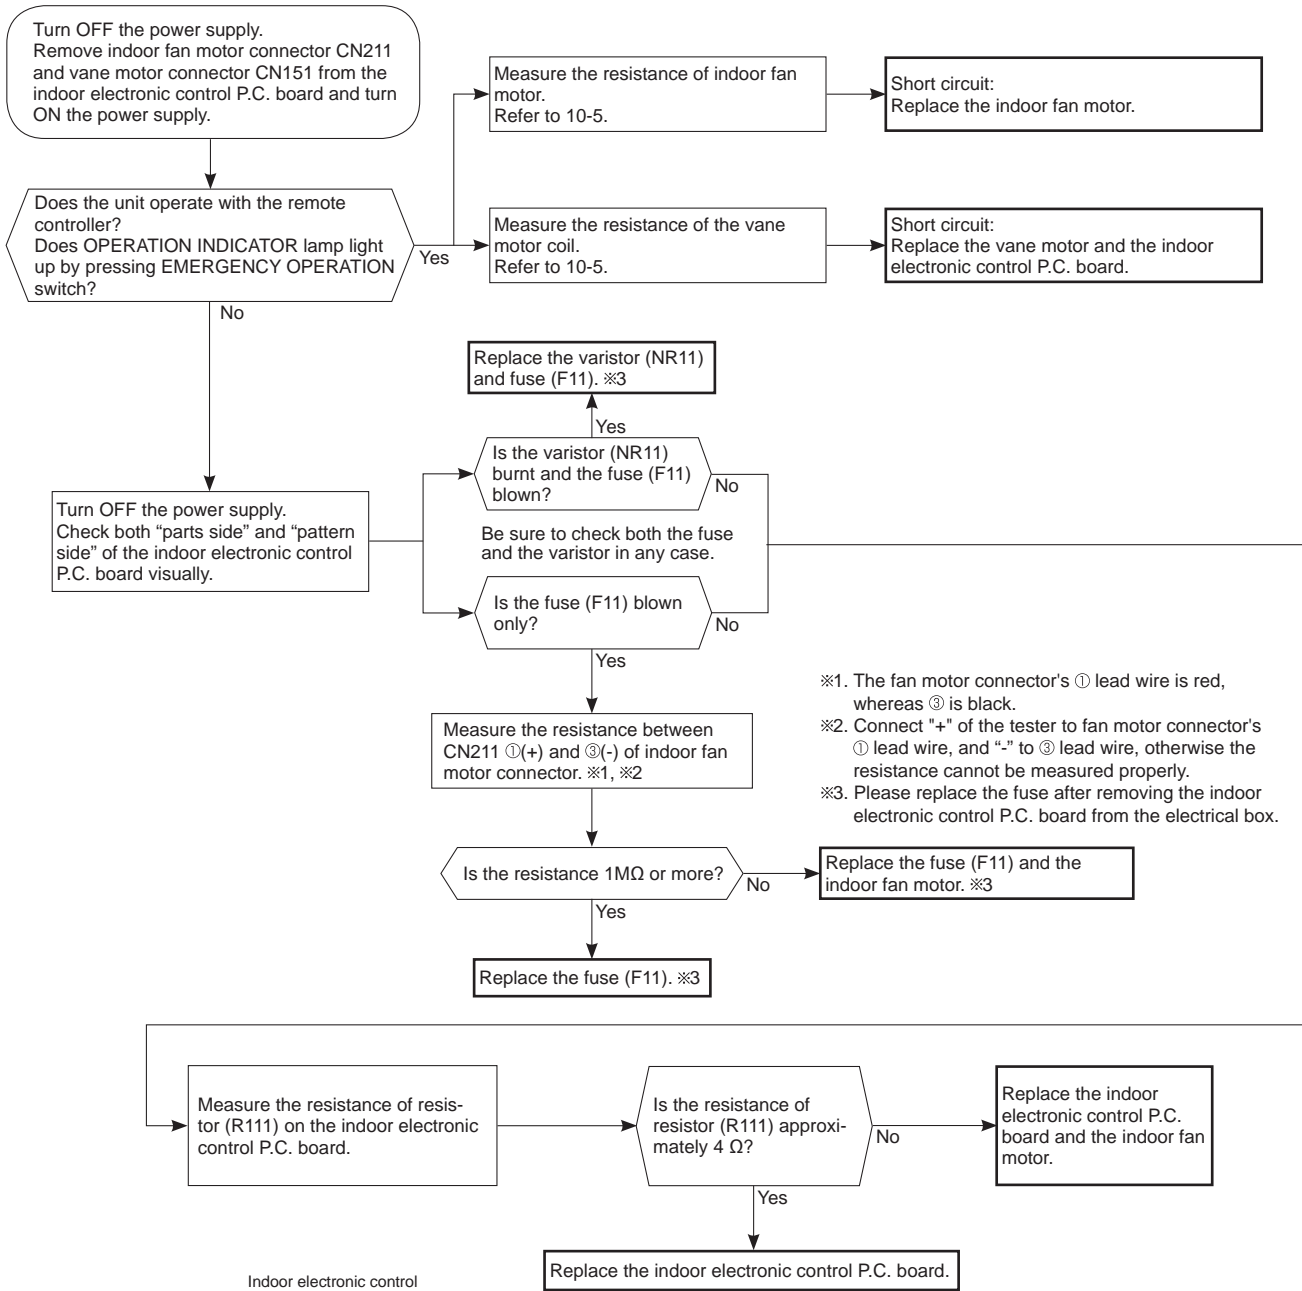 Turn OFF the power supply.
Remove indoor fan motor connector CN211
and vane motor connector CN151 from the
indoor electronic control P.C. board and turn
ON the power supply.
Measure the resistance of indoor fan
motor.
Refer to 10-5.
Short circuit:
Replace the indoor fan motor.
Does the unit operate with the remote
controller?
Does OPERATION INDICATOR lamp light
up by pressing EMERGENCY OPERATION
switch?
Yes
Measure the resistance of the vane
motor coil.
Refer to 10-5.
Short circuit:
Replace the vane motor and the indoor
electronic control P.C. board.
No
Replace the varistor (NR11)
and fuse (F11). ※3
Yes
Is the varistor (NR11)
burnt and the fuse (F11)
blown?
No
Turn OFF the power supply.
Check both “parts side” and “pattern
side” of the indoor electronic control
P.C. board visually.
Be sure to check both the fuse
and the varistor in any case.
Is the fuse (F11) blown
only?
No
Yes
Measure the resistance between
CN211 ①(+) and ③(-) of indoor fan
motor connector. ※1, ※2
※1. The fan motor connector's ① lead wire is red,
whereas ③ is black.
※2. Connect "+" of the tester to fan motor connector's
① lead wire, and “-” to ③ lead wire, otherwise the
resistance cannot be measured properly.
※3. Please replace the fuse after removing the indoor
electronic control P.C. board from the electrical box.
Is the resistance 1MΩ or more?
No
Replace the fuse (F11) and the
indoor fan motor. ※3
Yes
Replace the fuse (F11). ※3
Measure the resistance of resis-
tor (R111) on the indoor electronic
control P.C. board.
Is the resistance of
resistor (R111) approxi-
mately 4 Ω?
No
Replace the indoor
electronic control P.C.
board and the indoor fan
motor.
Yes
Replace the indoor electronic control P.C. board.
Indoor electronic control